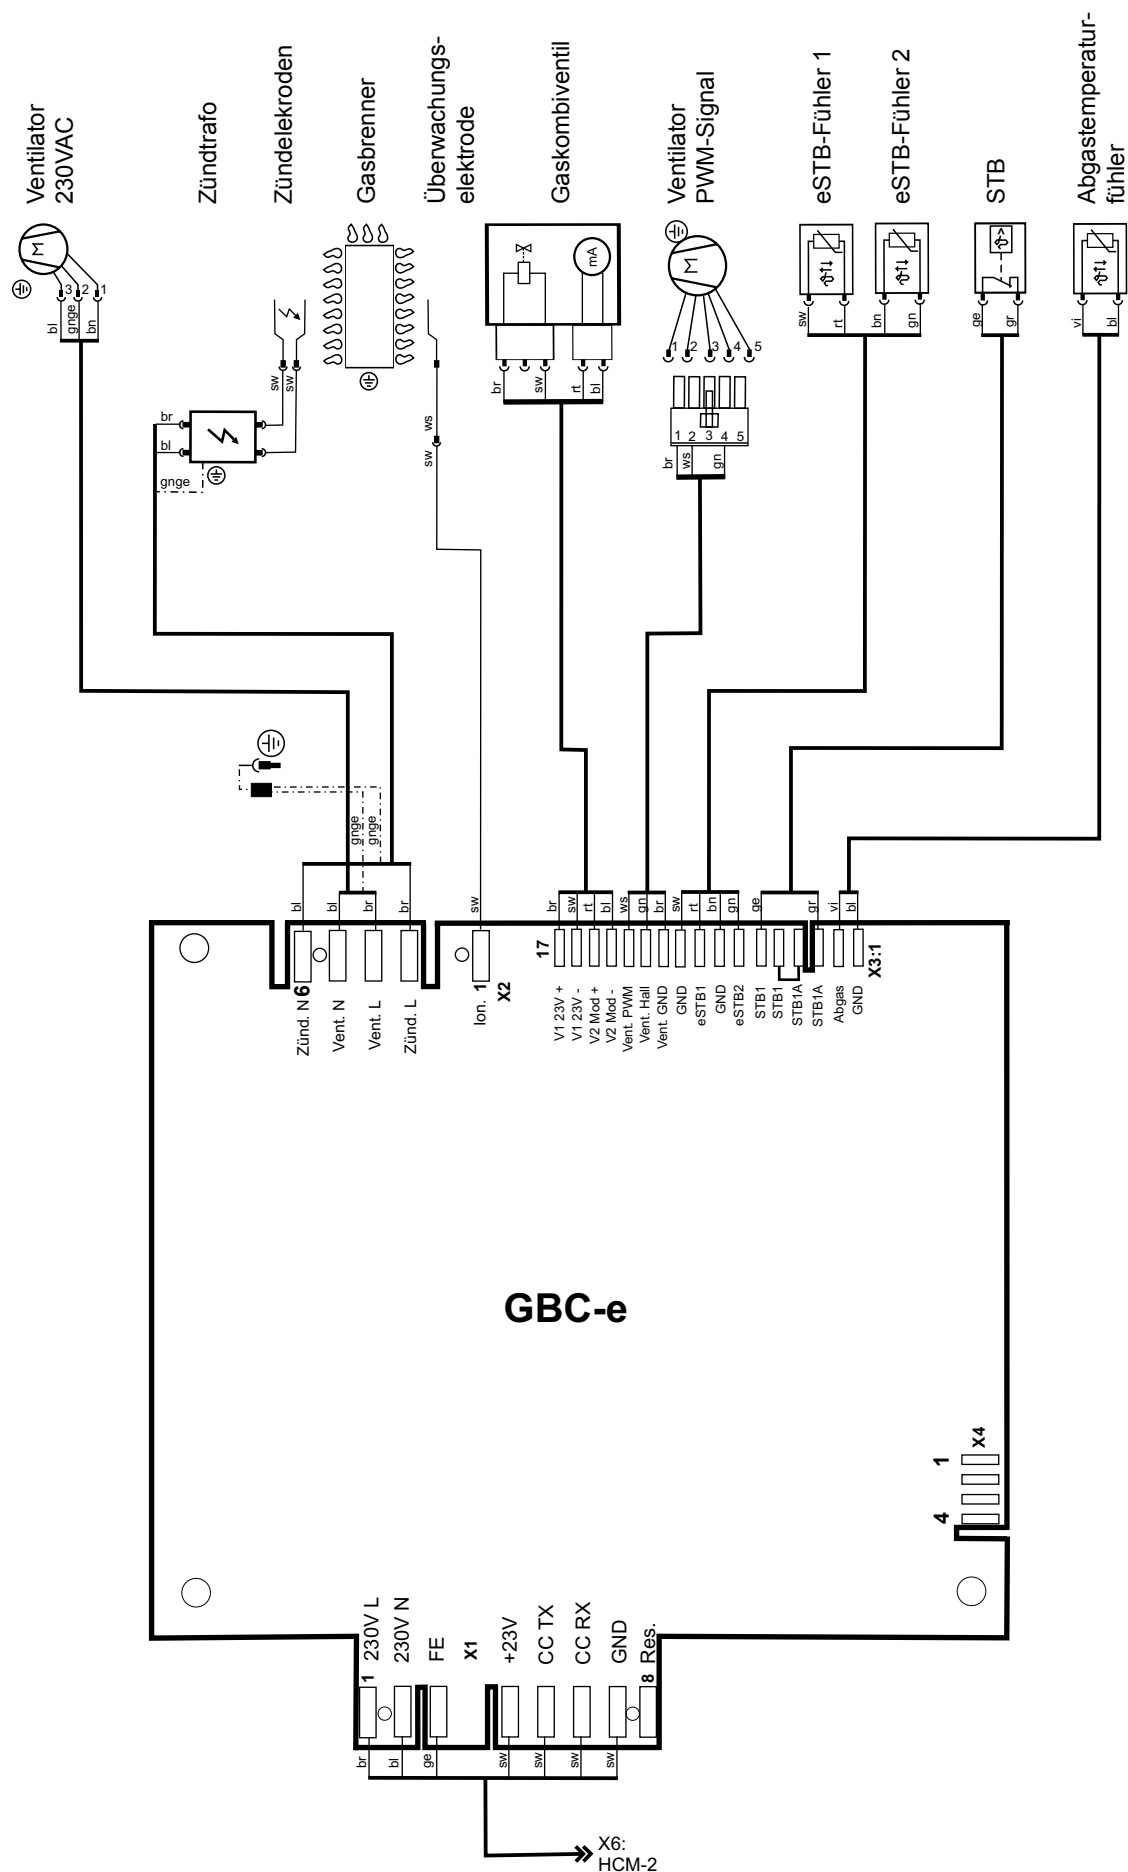 Ventilator
230VAC
Zündtrafo
Zündelekroden
Gasbrenner
Überwachungs-
elektrode
Gaskombiventil
Ventilator
PWM-Signal
eSTB-Fühler 1
eSTB-Fühler 2
STB
Abgastemperatur-
fühler
M
3
2
1
bl
gnge
bn
br
bl
gnge
sw
sw
ws
sw
mA
br
sw
rt
bl
M
1
2
3
4
5
1
2
3
4
5
br
ws
gn
sw
rt
bn
gn
ge
gr
vi
bl
gnge
gnge
bl
bl
br
br
sw
br
sw
rt
bl
ws
gn
br
sw
rt
bn
gn
ge
gr
vi
bl
6
Zünd. N
Vent. N
Vent. L
Zünd. L
1
Ion.
X2
17
V1 23V +
V1 23V -
V2 Mod +
V2 Mod -
Vent. PWM
Vent. Hall
Vent. GND
GND
eSTB1
GND
eSTB2
STB1
STB1
STB1A
STB1A
Abgas
GND
X3:1
GBC-e
1
4
X4
1
230V L
230V N
FE
X1
+23V
CC TX
CC RX
GND
8
Res.
br
bl
ge
sw
sw
sw
sw
X6:
HCM-2